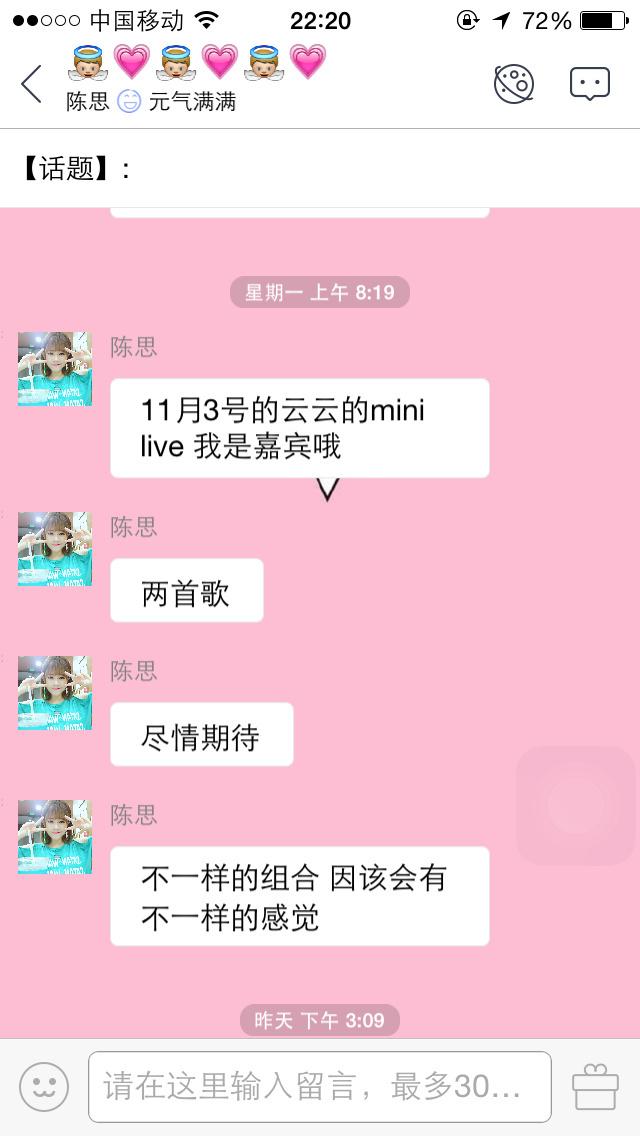 中国移动 22:20 72%
陈思 元气满满
【话题】:
星期一 上午 8:19
陈思
11月3号的云云的mini
live 我是嘉宾哦
陈思
两首歌
陈思
尽情期待
陈思
不一样的组合 因该会有
不一样的感觉
昨天 下午 3:09
请在这里输入留言，最多30...